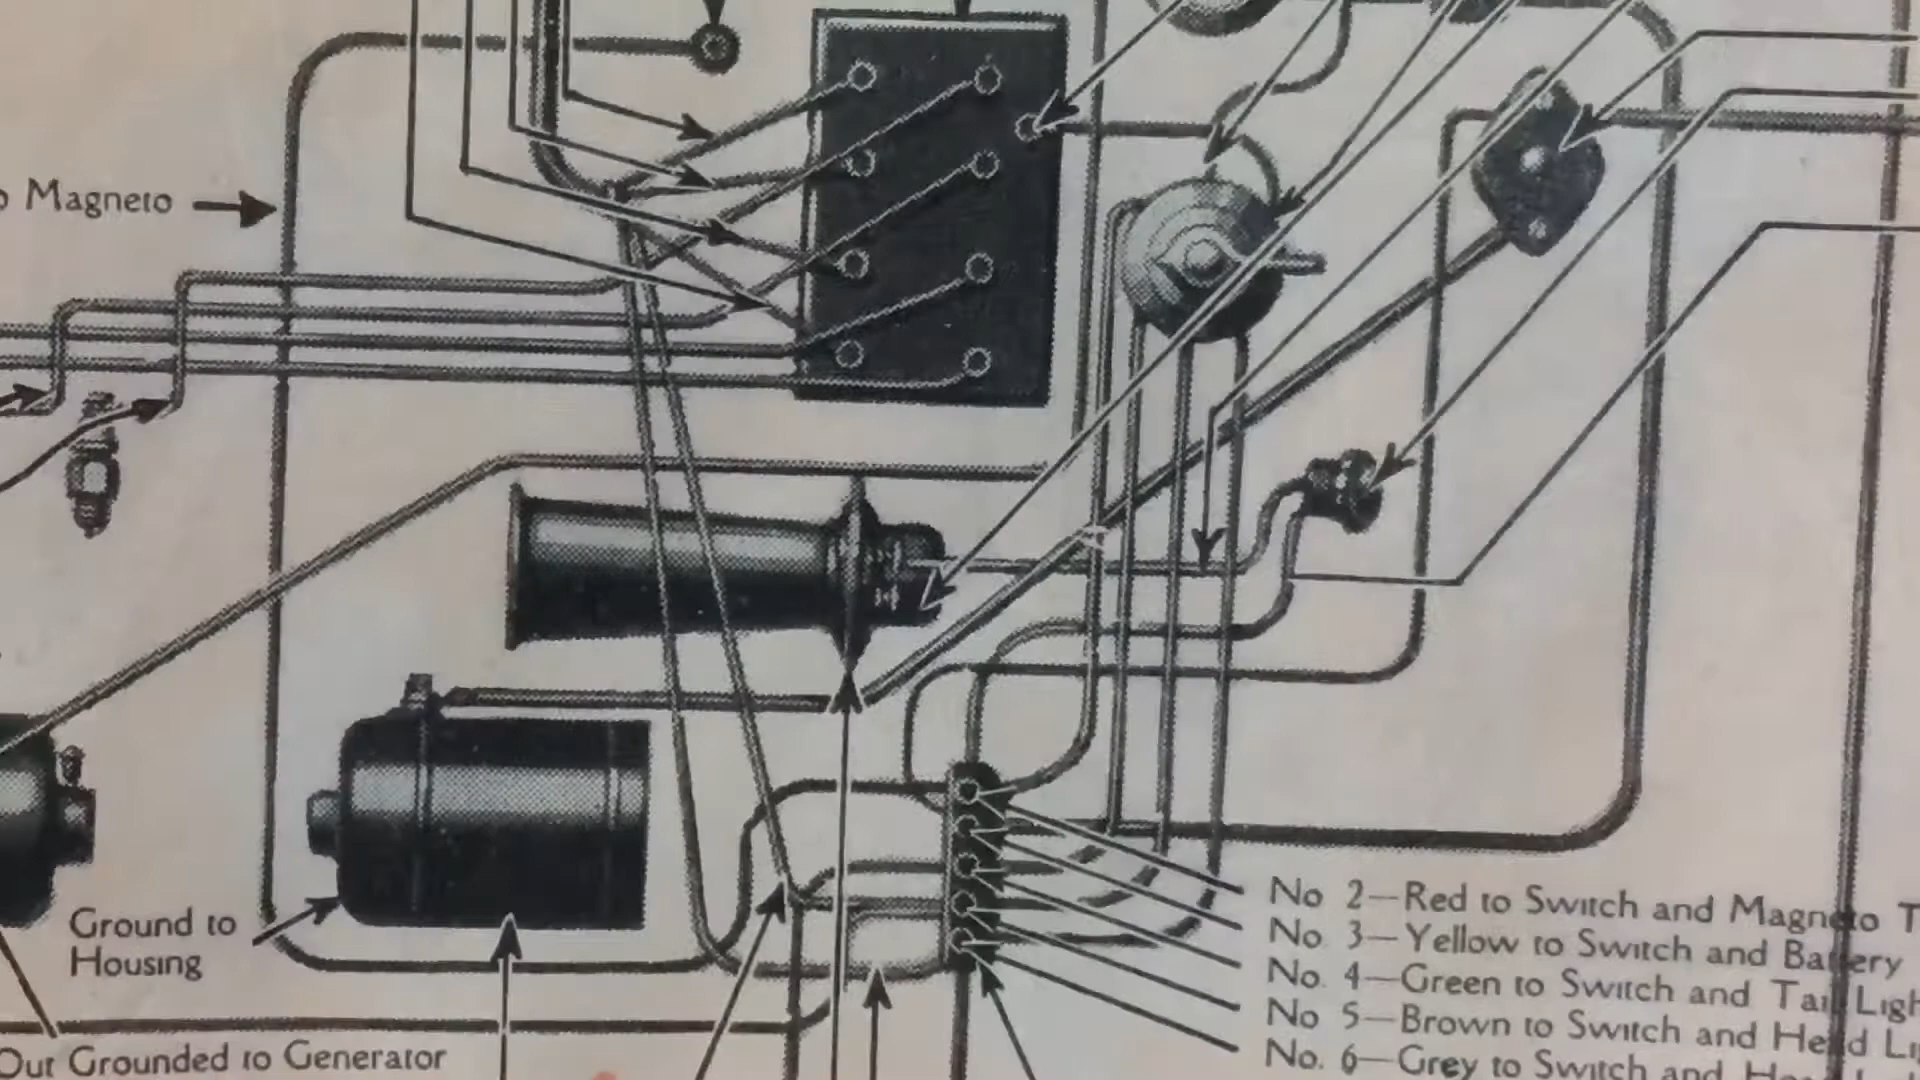 Magneto
Ground to
Housing
Out Grounded to Generator
No 2—Red to Switch and Magneto
No. 3—Yellow to Switch and Battery
No. 4—Green to Switch and Tail
No 5—Brown to Switch and Head
No. 6—Grey to Switch and